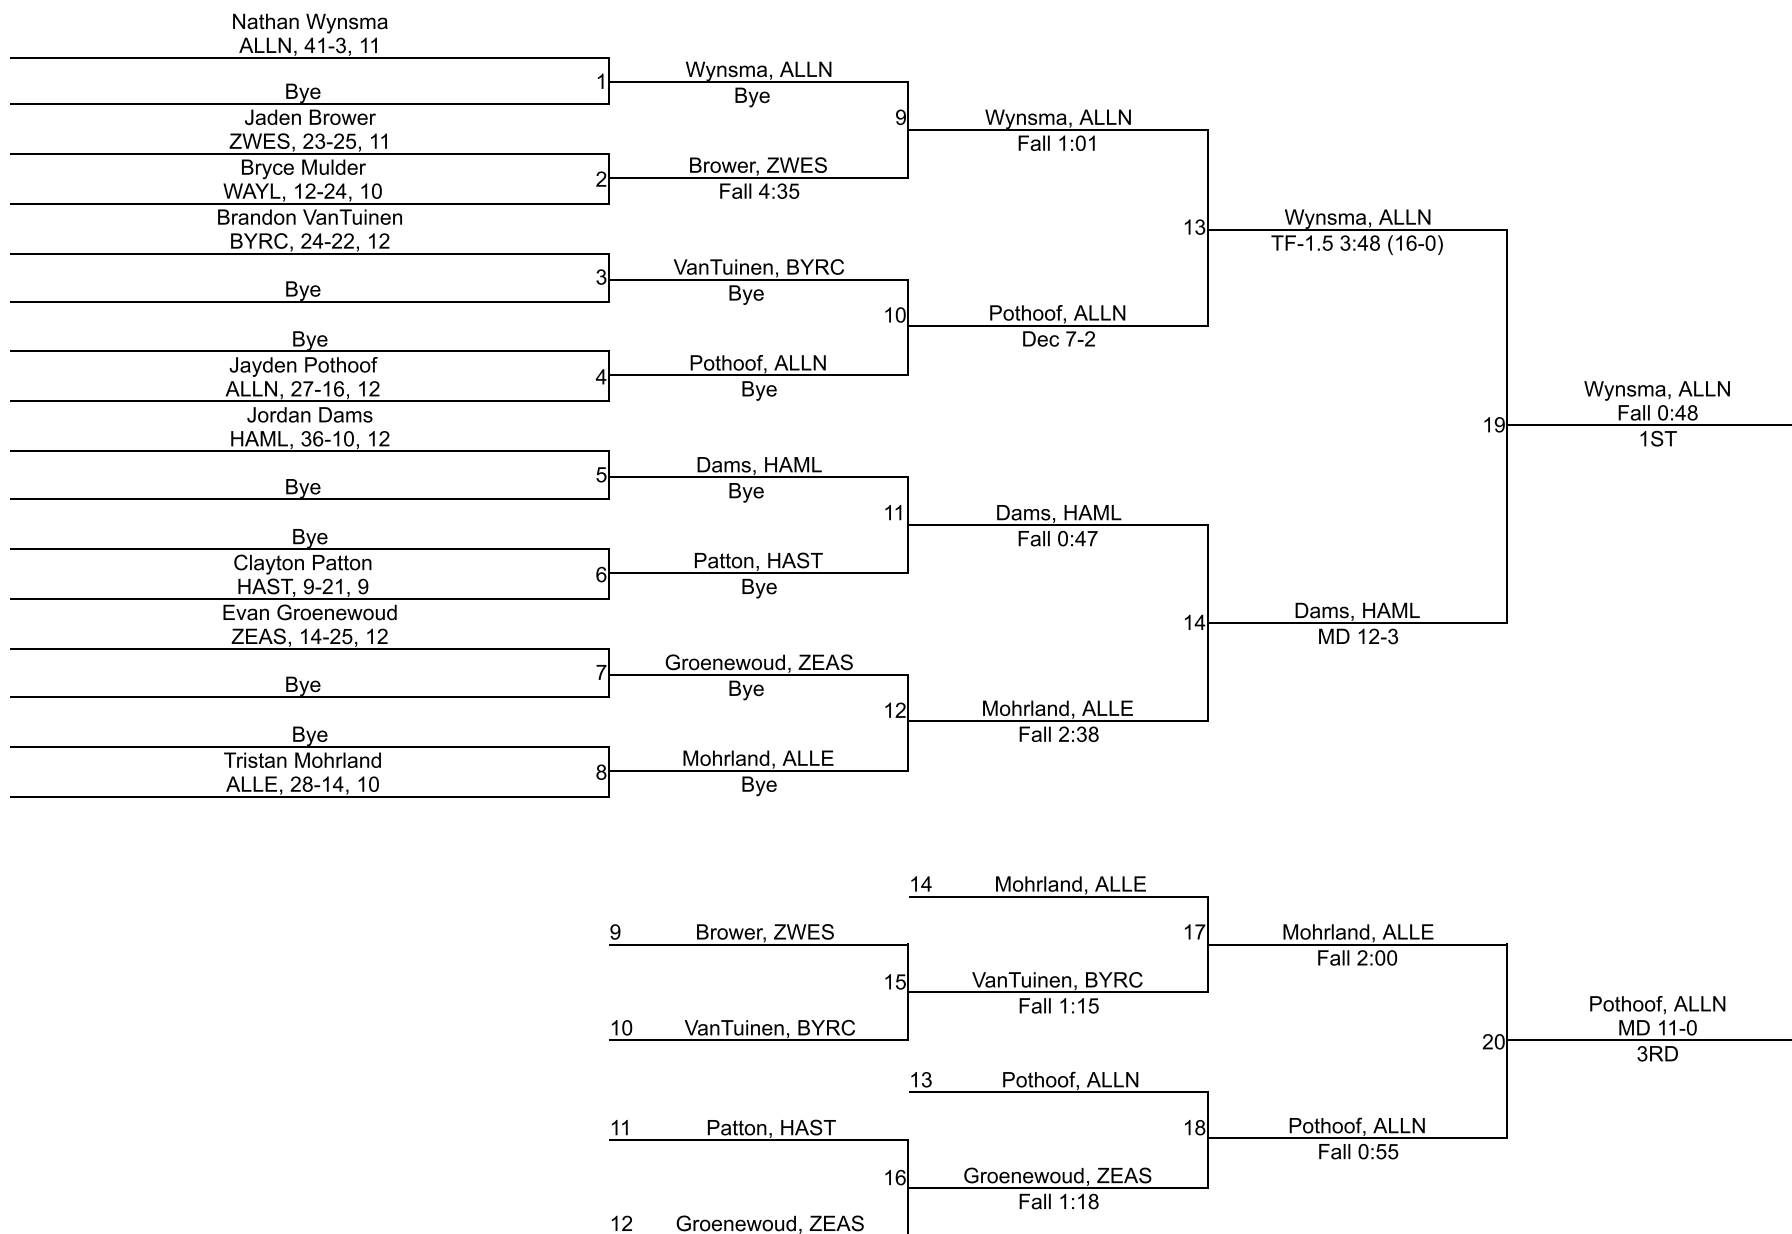 Nathan Wynsma
ALLN, 41-3, 11
Bye
1
Jaden Brower
ZWES, 23-25, 11
Bryce Mulder
WAYL, 12-24, 10
2
Brandon VanTuinen
BYRC, 24-22, 12
Bye
3
Bye
Jayden Pothoof
ALLN, 27-16, 12
4
Jordan Dams
HAML, 36-10, 12
Bye
5
Bye
Clayton Patton
HAST, 9-21, 9
6
Evan Groenewoud
ZEAS, 14-25, 12
Bye
7
Bye
Tristan Mohrland
ALLE, 28-14, 10
8
Wynsma, ALLN
Bye
9
Brower, ZWES
Fall 4:35
VanTuinen, BYRC
Bye
10
Pothoof, ALLN
Bye
Dams, HAML
Bye
11
Patton, HAST
Bye
Groenewoud, ZEAS
Bye
12
Mohrland, ALLE
Bye
Wynsma, ALLN
Fall 1:01
13
Pothoof, ALLN
Dec 7-2
Dams, HAML
Fall 0:47
14
Mohrland, ALLE
Fall 2:38
Wynsma, ALLN
TF-1.5 3:48 (16-0)
19
Dams, HAML
MD 12-3
Wynsma, ALLN
Fall 0:48
1ST
14 Mohrland, ALLE
9 Brower, ZWES
15
10 VanTuinen, BYRC
17
VanTuinen, BYRC
Fall 1:15
13 Pothoof, ALLN
11 Patton, HAST
16
12 Groenewoud, ZEAS
18
Groenewoud, ZEAS
Fall 1:18
Mohrland, ALLE
Fall 2:00
20
Pothoof, ALLN
Fall 0:55
Pothoof, ALLN
MD 11-0
3RD